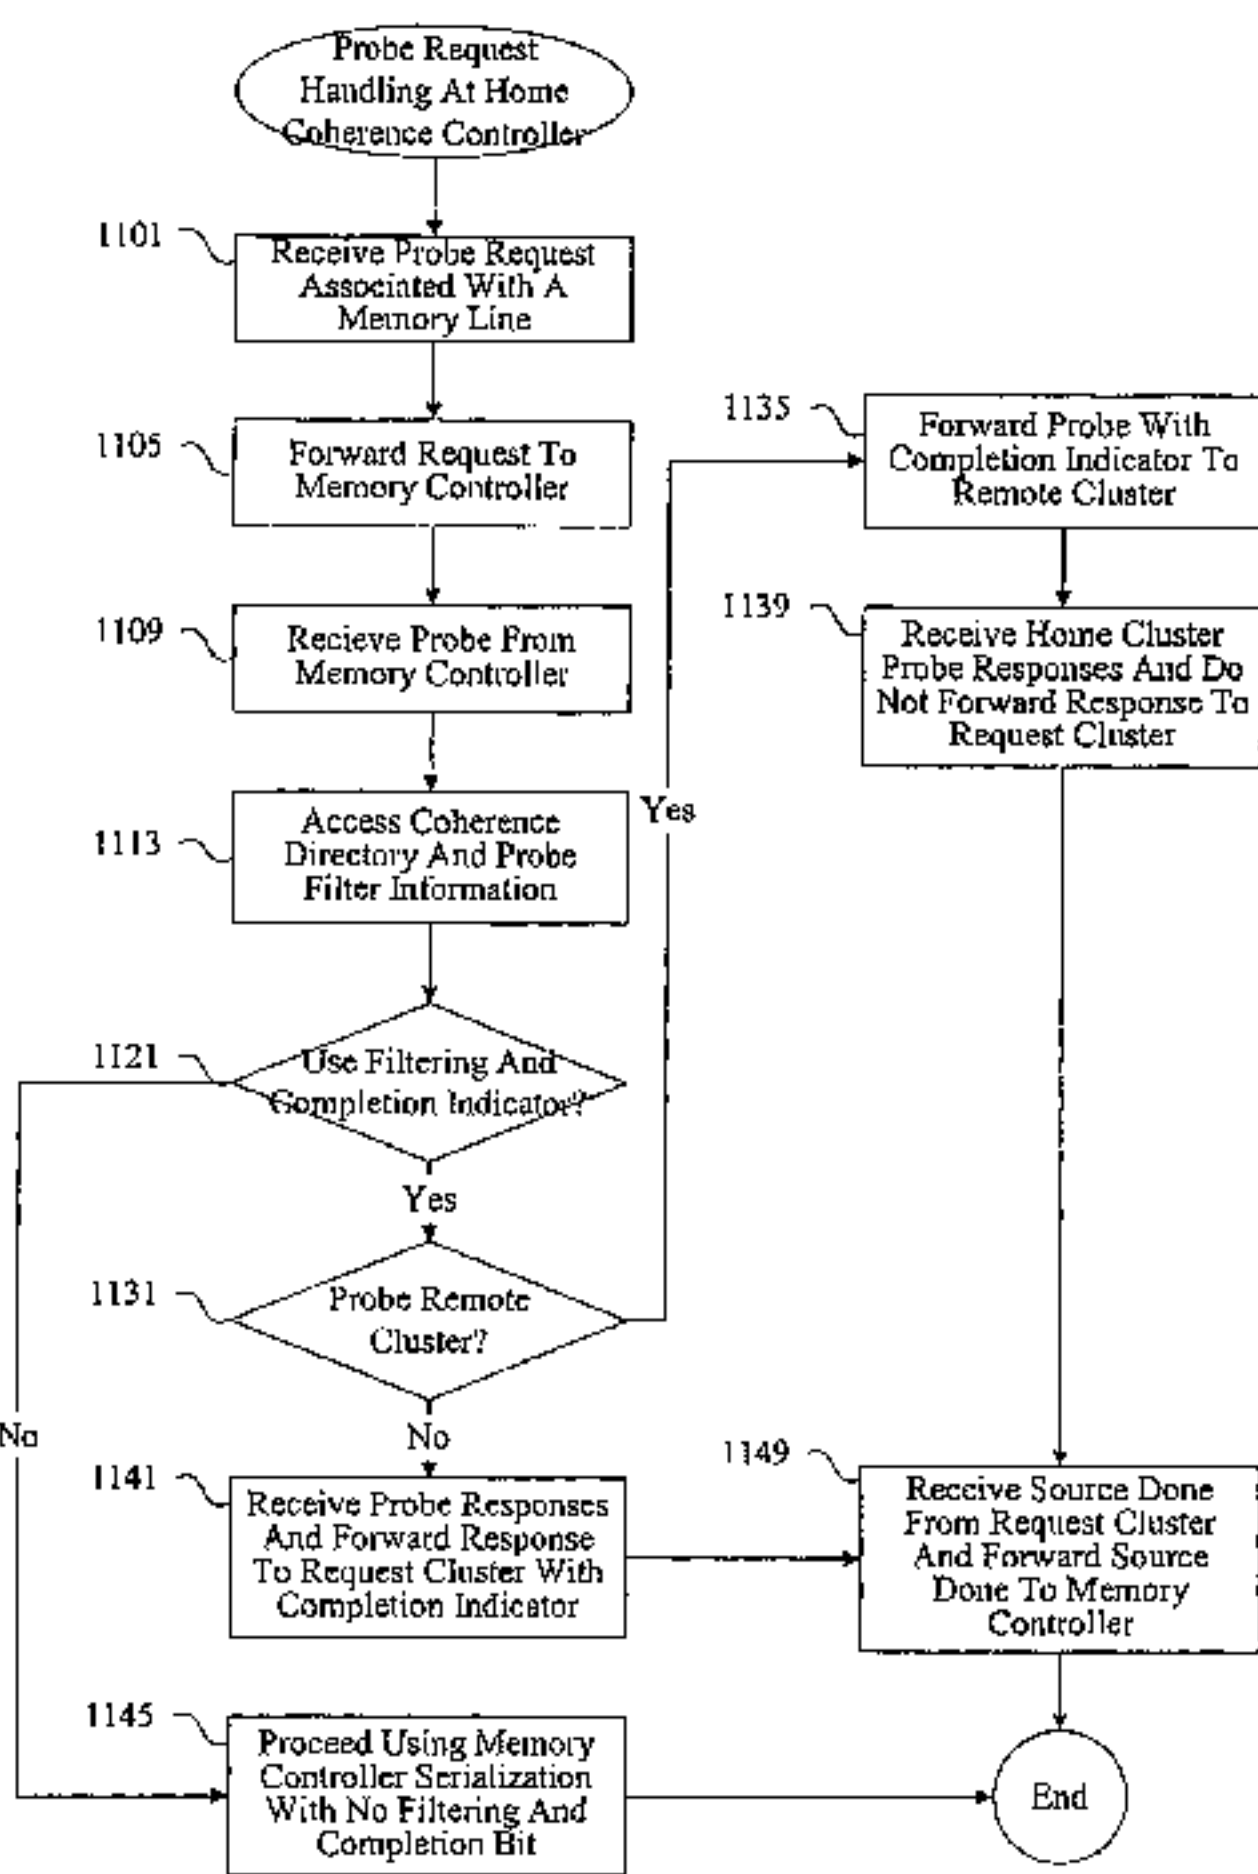 Probe Request
Handling At Home
Coherence Controller
1101
Receive Probe Request
Associated With A
Memory Line
1105
Forward Request To
Memory Controller
1109
Recieve Probe From
Memory Controller
1113
Access Coherence
Directory And Probe
Filter Information
1121
Use Filtering And
Completion Indicator?
Yes
No
1131
Probe Remote
Cluster?
Yes
No
1135
Forward Probe With
Completion Indicator To
Remote Cluster
1139
Receive Home Cluster
Probe Responses And Do
Not Forward Response To
Request Cluster
1141
Receive Probe Responses
And Forward Response
To Request Cluster With
Completion Indicator
1149
Receive Source Done
From Request Cluster
And Forward Source
Done To Memory
Controller
1145
Proceed Using Memory
Controller Serialization
With No Filtering And
Completion Bit
End